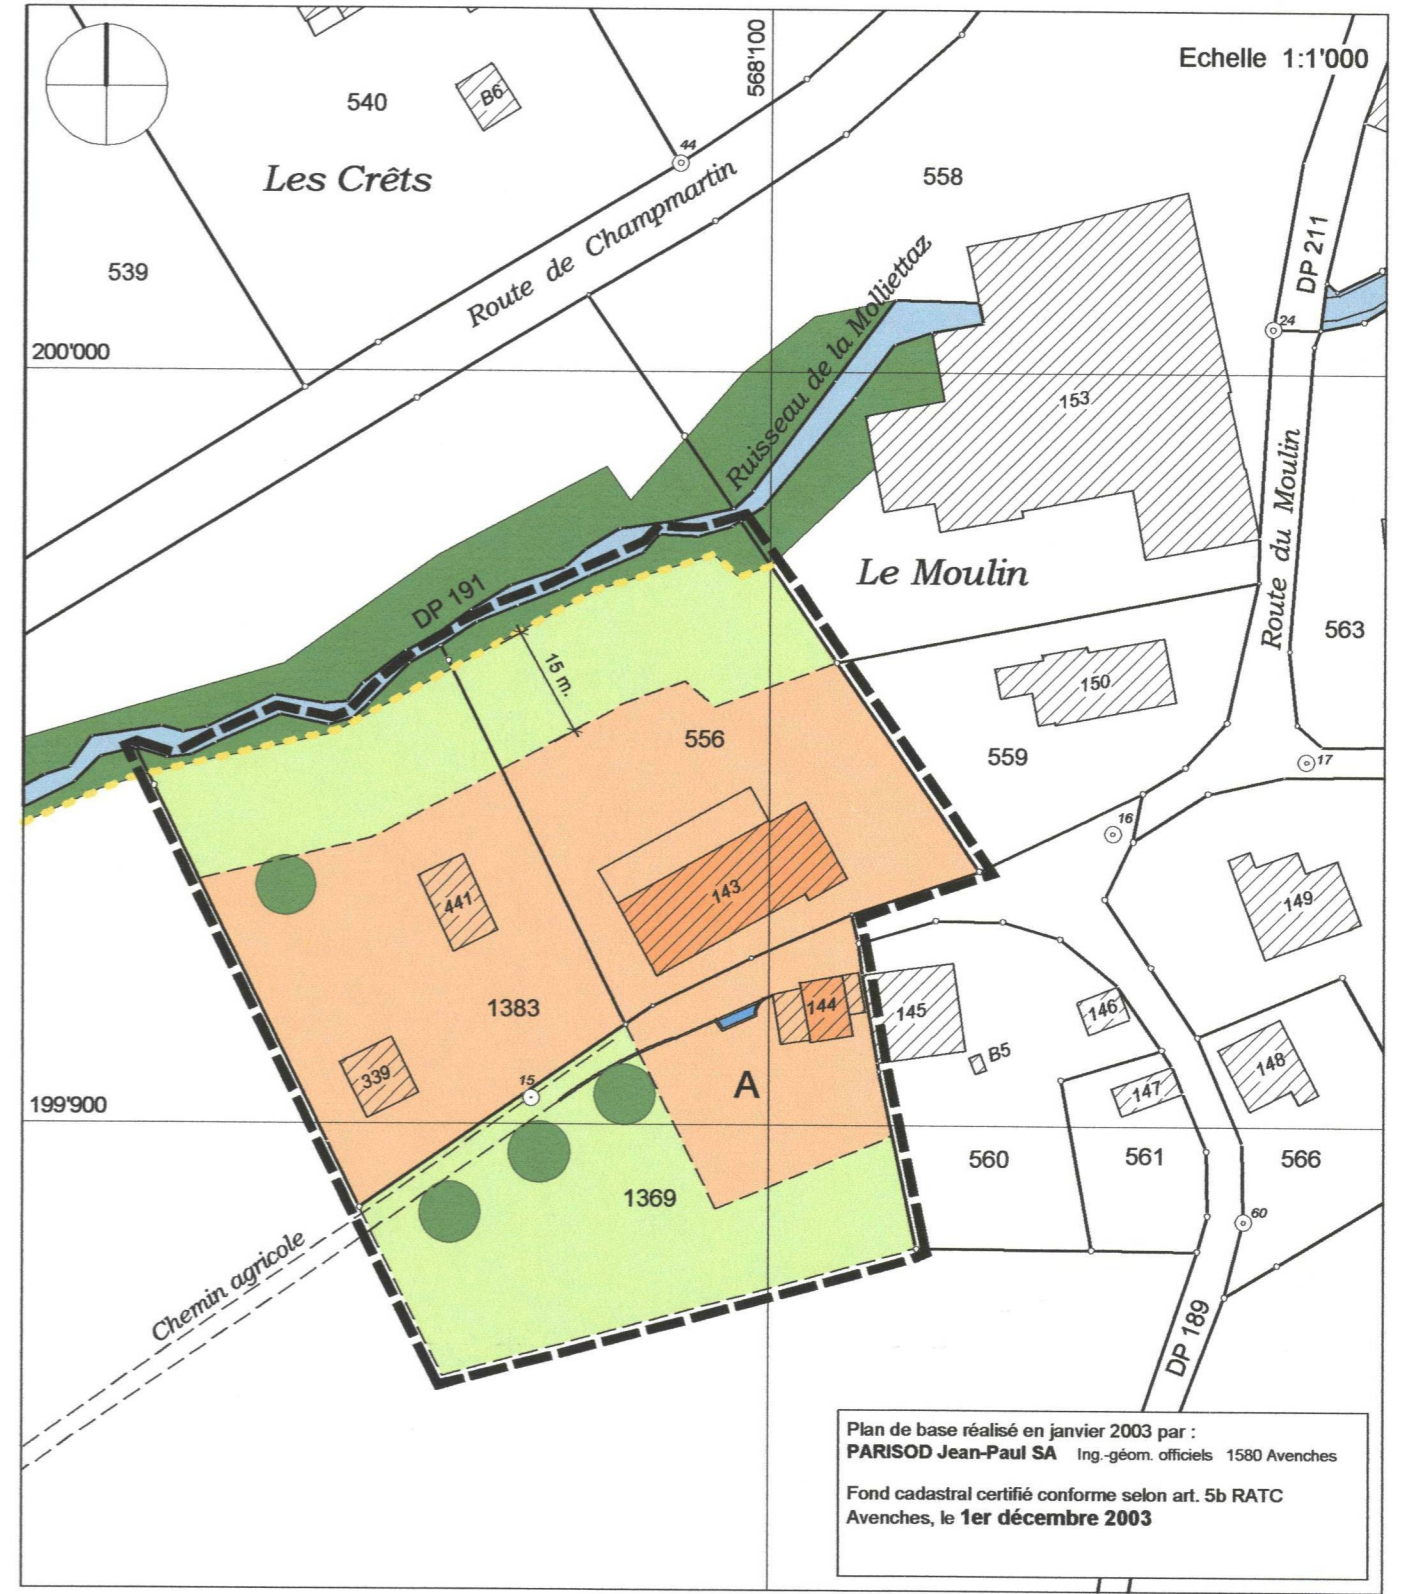 568'100
Echelle 1:1'000
540
B6
44
Les Crêts
558
539
Route de Champmartin
DP 211
Ruisseau de la Molliettaz
24
200'000
153
Route du Moulin
Le Moulin
DP 191
563
15 m.
150
556
559
17
16
143
441
149
1383
144
145
146
B5
339
15
A
147
148
199'900
560
561
566
1369
60
Chemin agricole
DP 189
Plan de base réalisé en janvier 2003 par :
PARISOD Jean-Paul SA Ing.-géom. officiels 1580 Avenches
Fond cadastral certifié conforme selon art. 5b RATC
Avenches, le 1er décembre 2003